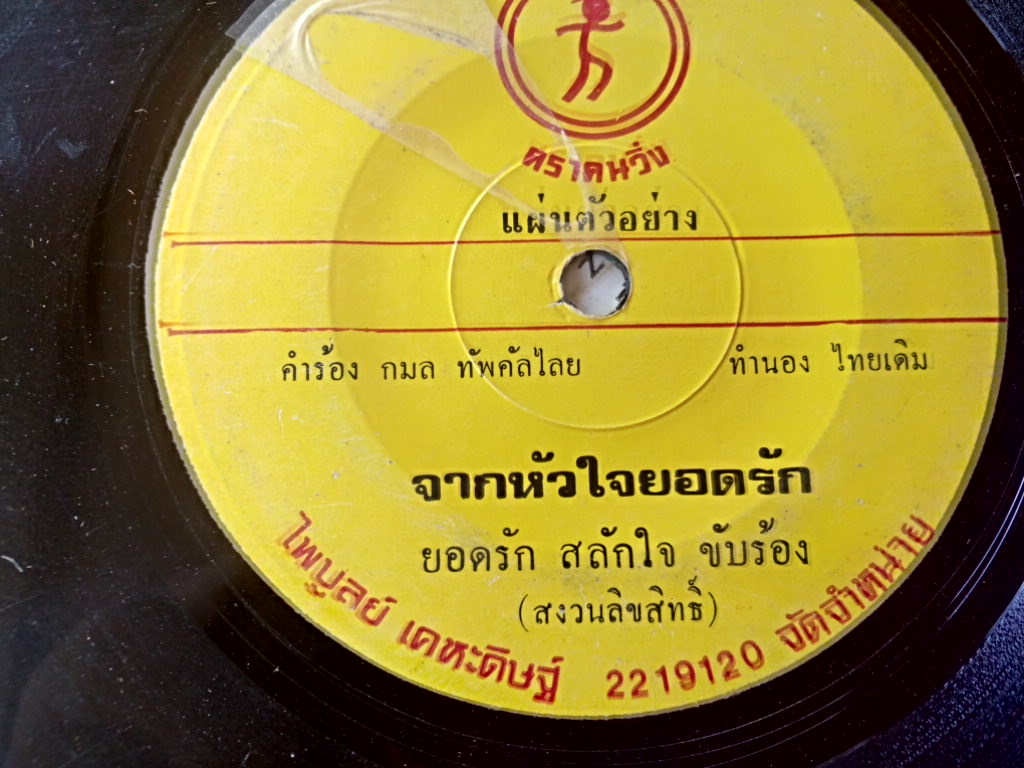 ตราคนวิ่ง
แผ่นตัวอย่าง
คำร้อง กมล ทัพคัลไลย ทำนอง ไทยเดิม
จากหัวใจยอดรัก
ยอดรัก สลักใจ ขับร้อง
(สงวนลิขสิทธิ์)
ไพบูลย์ เคหะดิษฐ์ 2219120 จัดจำหน่าย